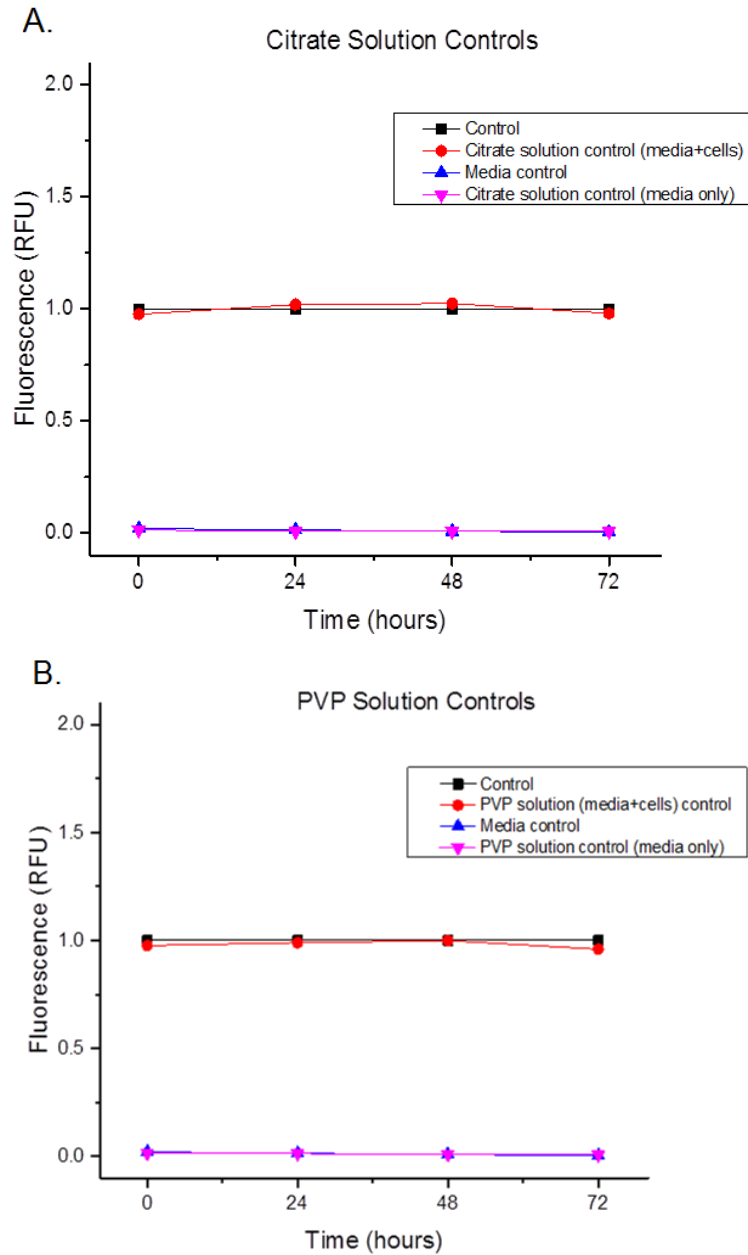 A.
Citrate Solution Controls
2.0
Control
Citrate solution control (media+cells)
Media control
Citrate solution control (media only)
1.5
1.0
0.5
0.0
Fluorescence (RFU)
0 24 48 72
Time (hours)
B.
PVP Solution Controls
2.0
Control
PVP solution (media+cells) control
Media control
PVP solution control (media only)
1.5
1.0
0.5
0.0
Fluorescence (RFU)
0 24 48 72
Time (hours)